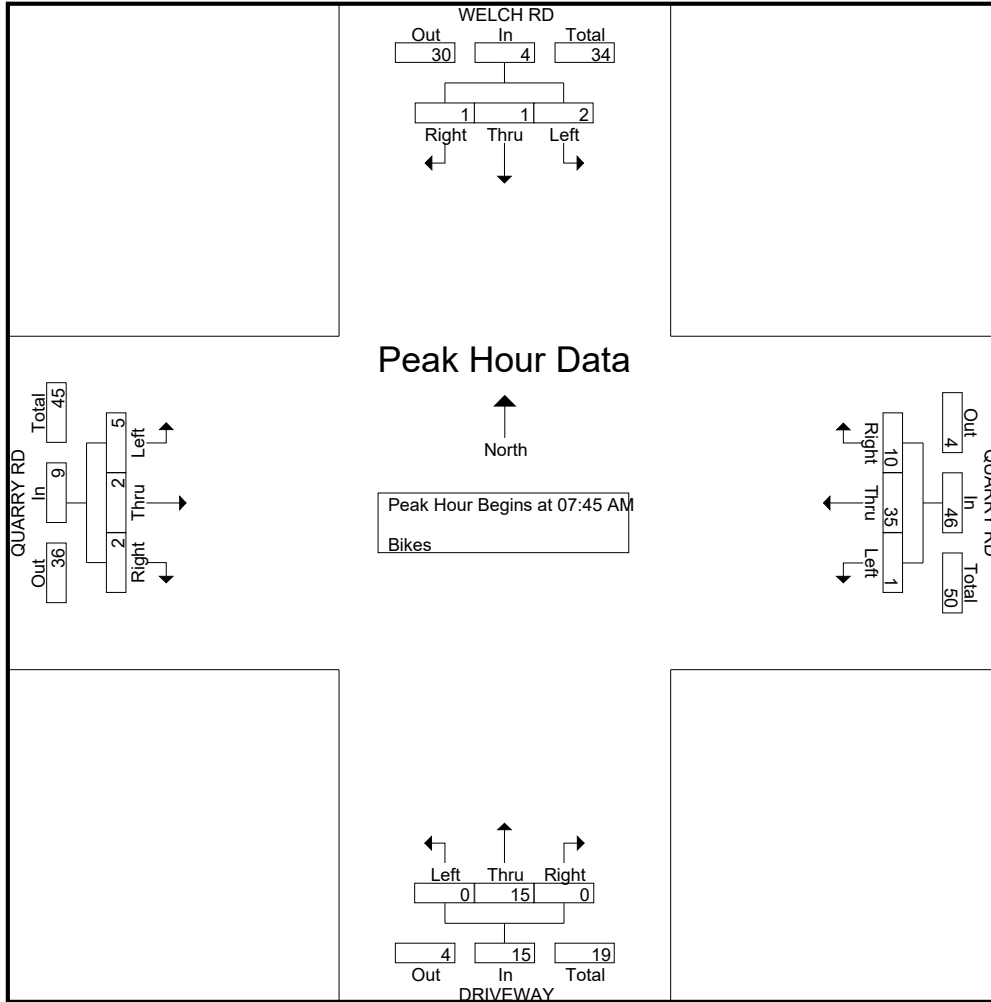 WELCH RD
Out In Total
30 4 34
1 1 2
Right Thru Left
Peak Hour Data
North
Peak Hour Begins at 07:45 AM
Bikes
QUARRY RD
Total In Out
45 9 36
5 2 2
Left Thru Right
QUARRY RD
Out In Total
4 46 50
10 35 1
Right Thru Left
Left Thru Right
0 15 0
4 15 19
Out In Total
DRIVEWAY